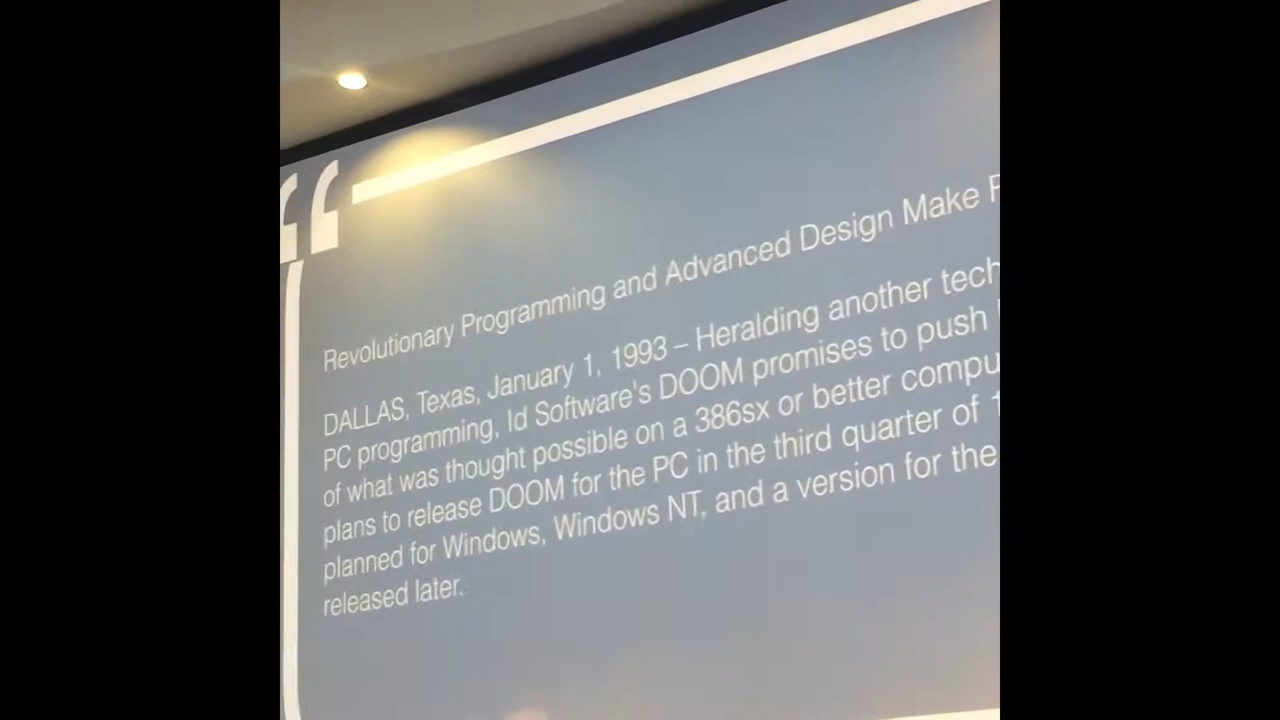 Revolutionary Programming and Advanced Design Make
DALLAS, Texas, January 1, 1993 – Heralding another tech
PC programming, Id Software's DOOM promises to push
of what was thought possible on a 386sx or better compu
plans to release DOOM for the PC in the third quarter of 1
planned for Windows, Windows NT, and a version for the
released later.